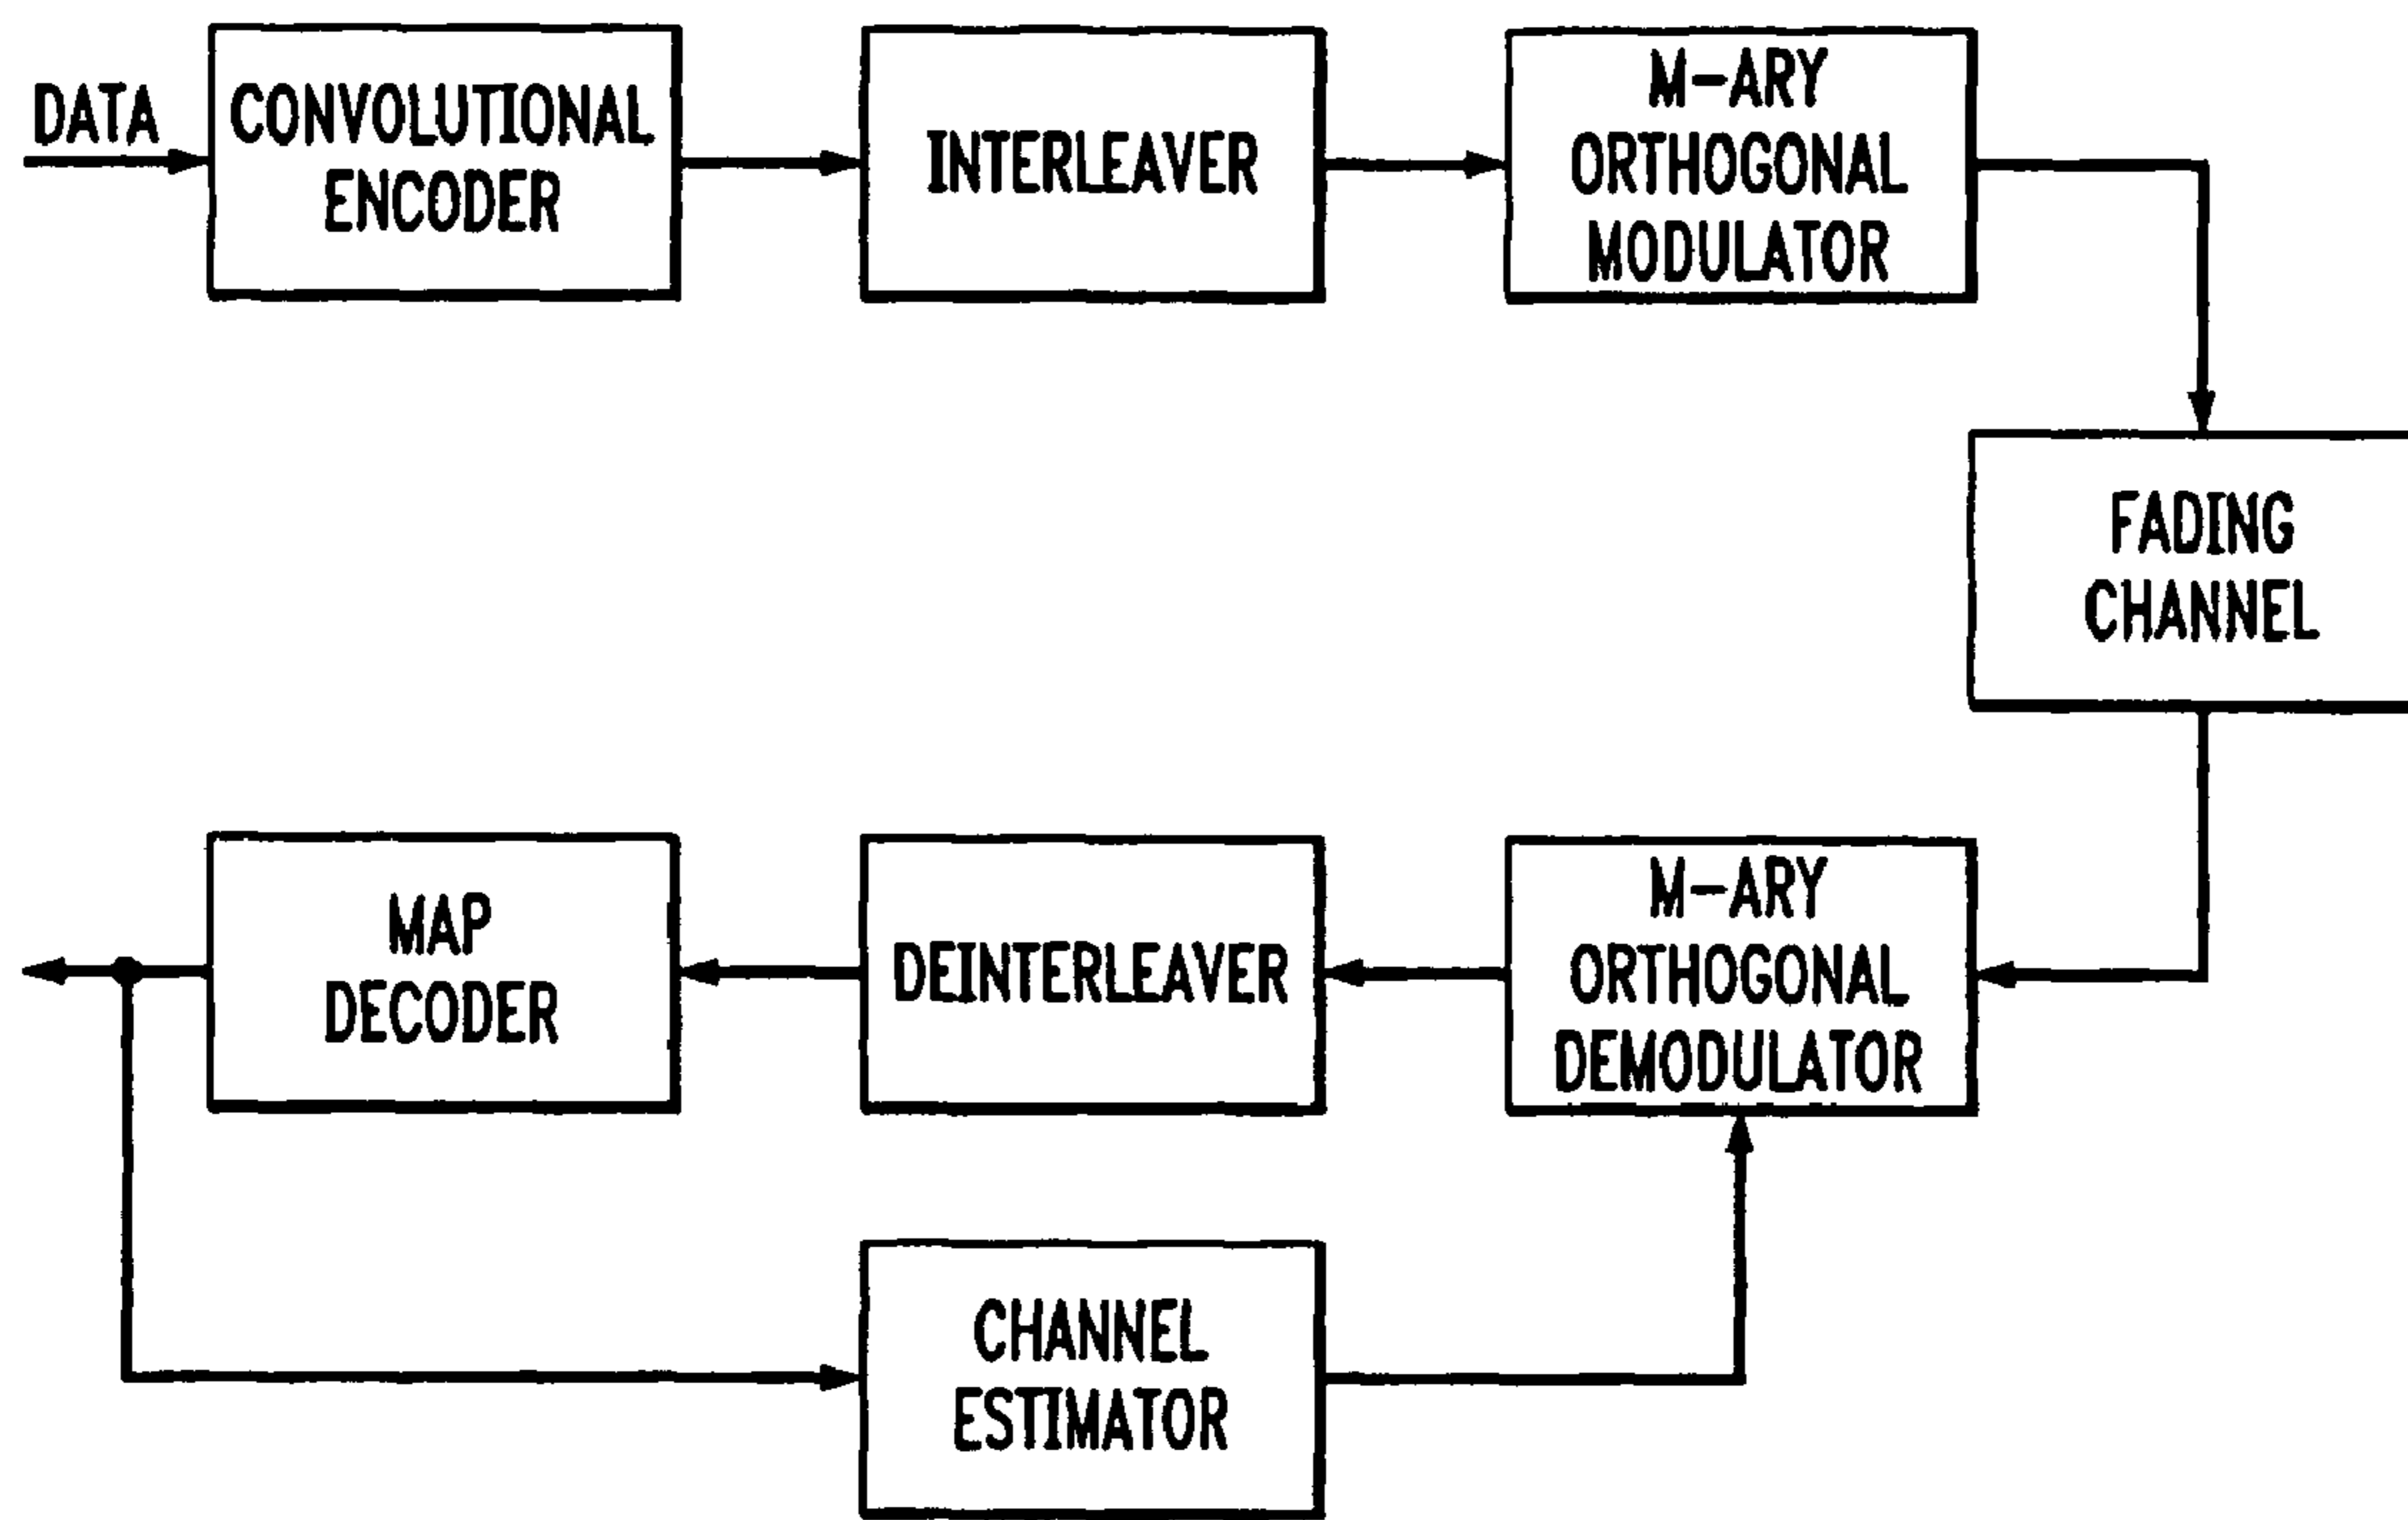 DATA
CONVOLUTIONAL
ENCODER
INTERLEAVER
M-ARY
ORTHOGONAL
MODULATOR
FADING
CHANNEL
MAP
DECODER
DEINTERLEAVER
M-ARY
ORTHOGONAL
DEMODULATOR
CHANNEL
ESTIMATOR